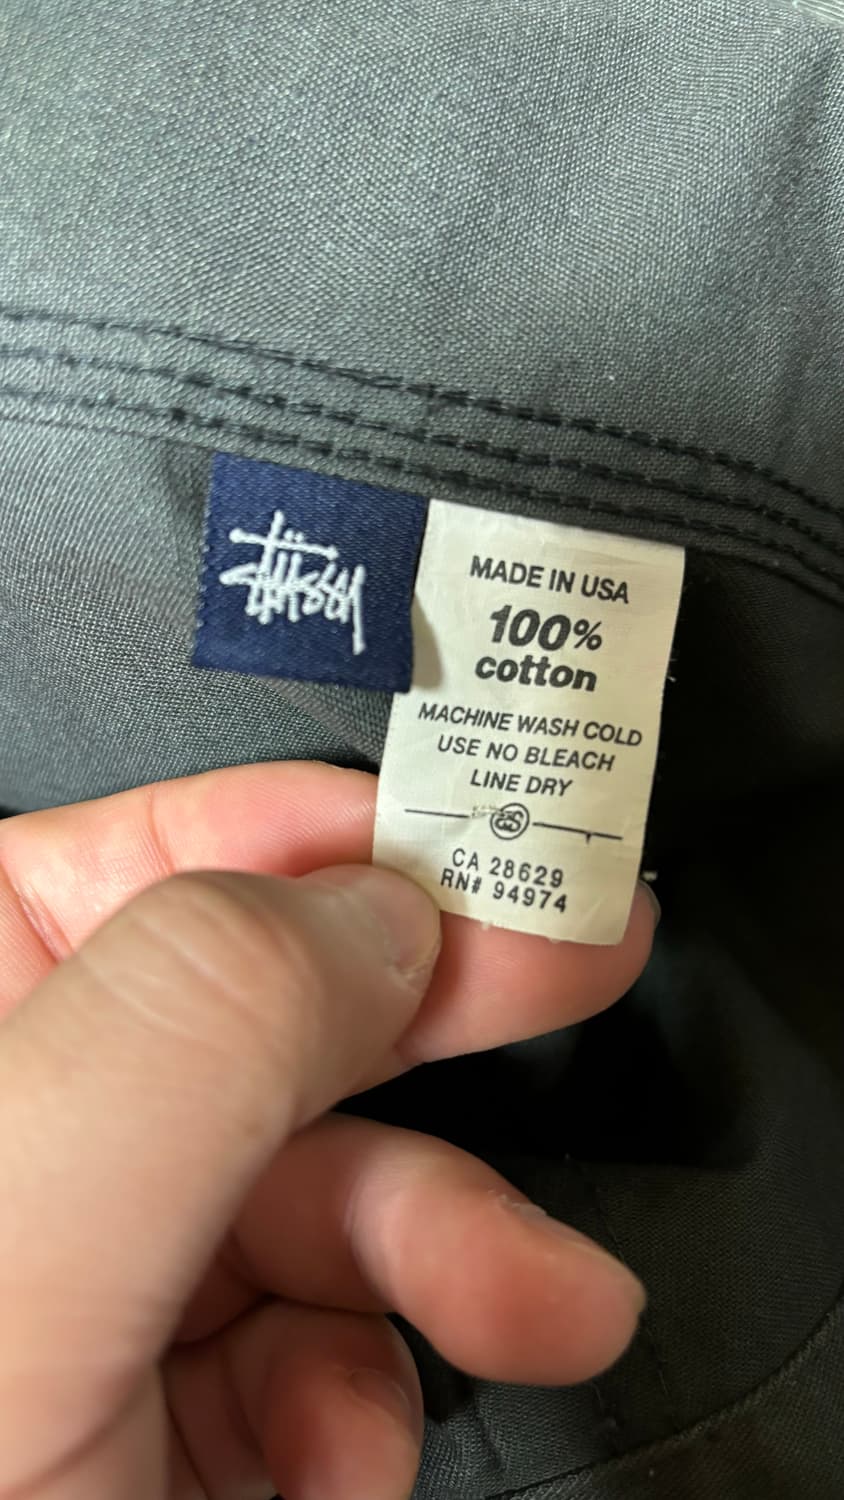 Stüssy
MADE IN USA
100%
cotton
MACHINE WASH COLD
USE NO BLEACH
LINE DRY
CA 28629
RN# 94974